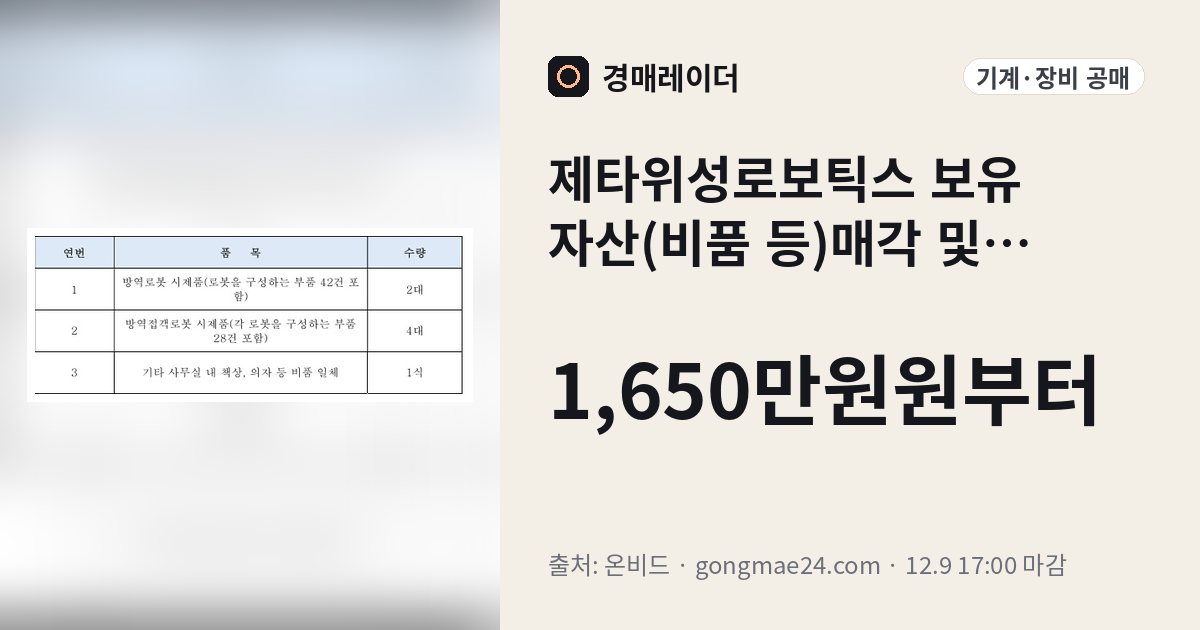 연번 품 목 수량
1 방역로봇 시제품(로봇을 구성하는 부품 42건 포
함) 2대
2 방역접객로봇 시제품(각 로봇을 구성하는 부품
28건 포함) 4대
3 기타 사무실 내 책상, 의자 등 비품 일체 1식
경매레이더
기계·장비 공매
제타위성로보틱스 보유
자산(비품 등)매각 및…
1,650만원원부터
출처: 온비드 · gongmae24.com · 12.9 17:00 마감